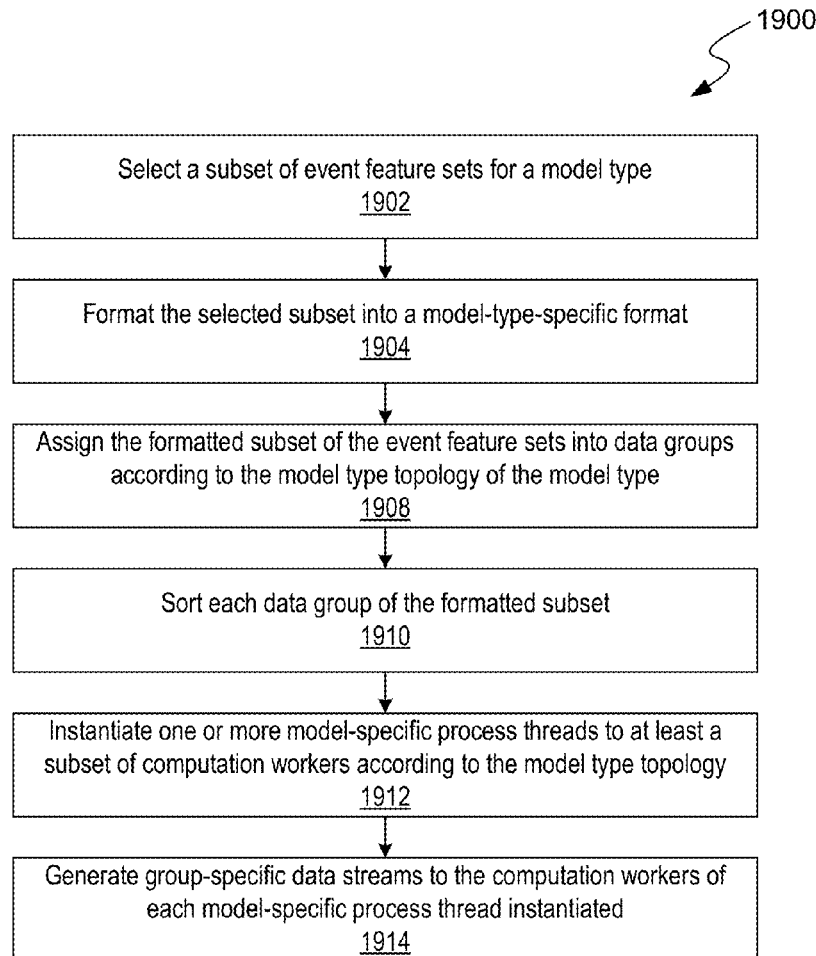 1900
Select a subset of event feature sets for a model type
1902
Format the selected subset into a model-type-specific format
1904
Assign the formatted subset of the event feature sets into data groups
according to the model type topology of the model type
1908
Sort each data group of the formatted subset
1910
Instantiate one or more model-specific process threads to at least a
subset of computation workers according to the model type topology
1912
Generate group-specific data streams to the computation workers of
each model-specific process thread instantiated
1914